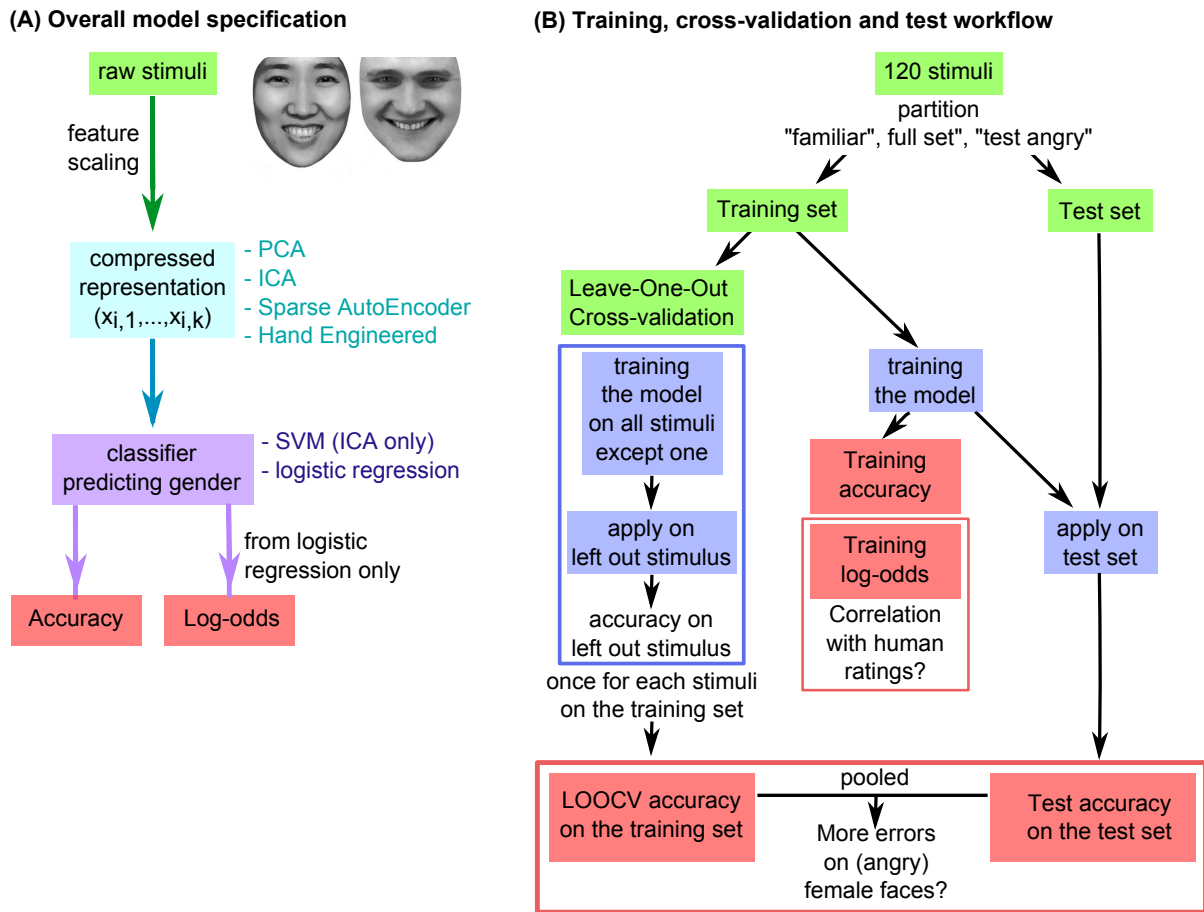 (A) Overall model specification
raw stimuli
feature
scaling
compressed
representation
(x_{i,1},...,x_{i,k})
- PCA
- ICA
- Sparse AutoEncoder
- Hand Engineered
classifier
predicting gender
- SVM (ICA only)
- logistic regression
from logistic
regression only
Accuracy
Log-odds
(B) Training, cross-validation and test workflow
120 stimuli
partition
"familiar", full set", "test angry"
Training set
Test set
Leave-One-Out
Cross-validation
training
the model
on all stimuli
except one
apply on
left out stimulus
accuracy on
left out stimulus
once for each stimuli
on the training set
training
the model
Training
accuracy
Training
log-odds
Correlation
with human
ratings?
apply on
test set
LOOCV accuracy
on the training set
pooled
More errors
on (angry)
female faces?
Test accuracy
on the test set